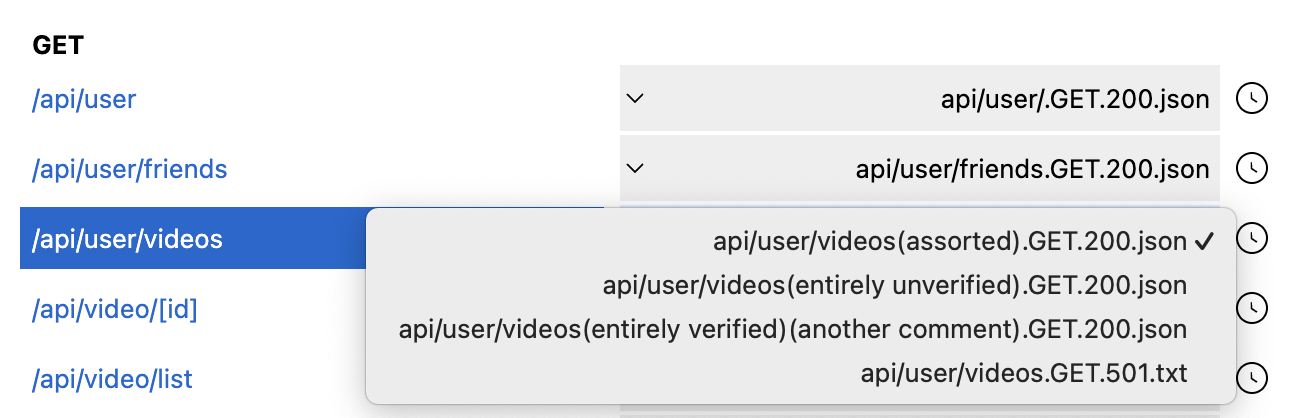 GET
/api/user api/user/.GET.200.json
/api/user/friends api/user/friends.GET.200.json
/api/user/videos api/user/videos(assorted).GET.200.json ✓
api/user/videos(entirely unverified).GET.200.json
/api/video/[id]
api/user/videos(entirely verified)(another comment).GET.200.json
/api/video/list api/user/videos.GET.501.txt